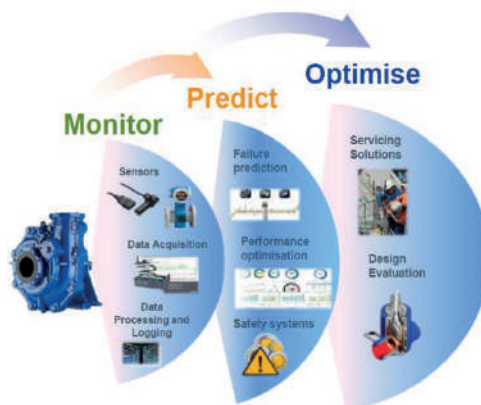 Optimise
Predict
Monitor
Sensors
Data Acquisition
Data
Processing and
Logging
Failure
prediction
Performance
optimisation
Safety systems
Servicing
Solutions
Design
Evaluation